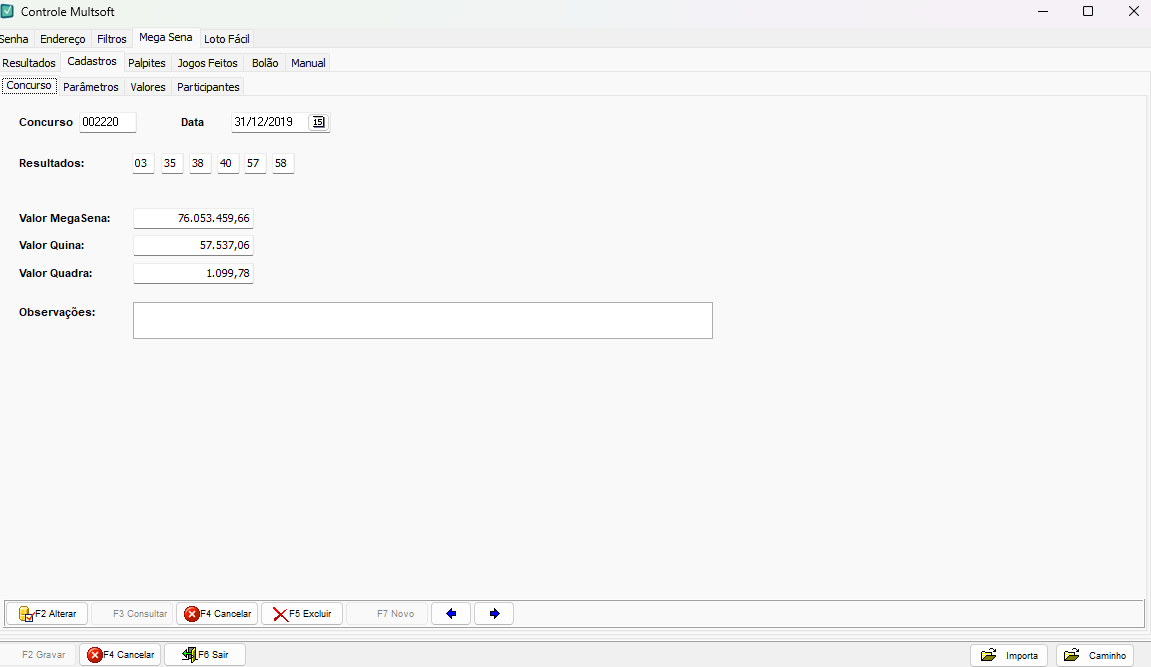 Controle Multsoft
Senha Endereço Filtros Mega Sena Loto Fácil
Resultados Cadastros Palpites Jogos Feitos Bolão Manual
Concurso Parâmetros Valores Participantes
Concurso 002220 Data 31/12/2019 15
Resultados: 03 35 38 40 57 58
Valor MegaSena: 76.053.459,66
Valor Quina: 57.537,06
Valor Quadra: 1.099,78
Observações:
F2 Alterar F3 Consultar F4 Cancelar F5 Excluir F7 Novo
F2 Gravar F4 Cancelar F6 Sair Importa Caminho